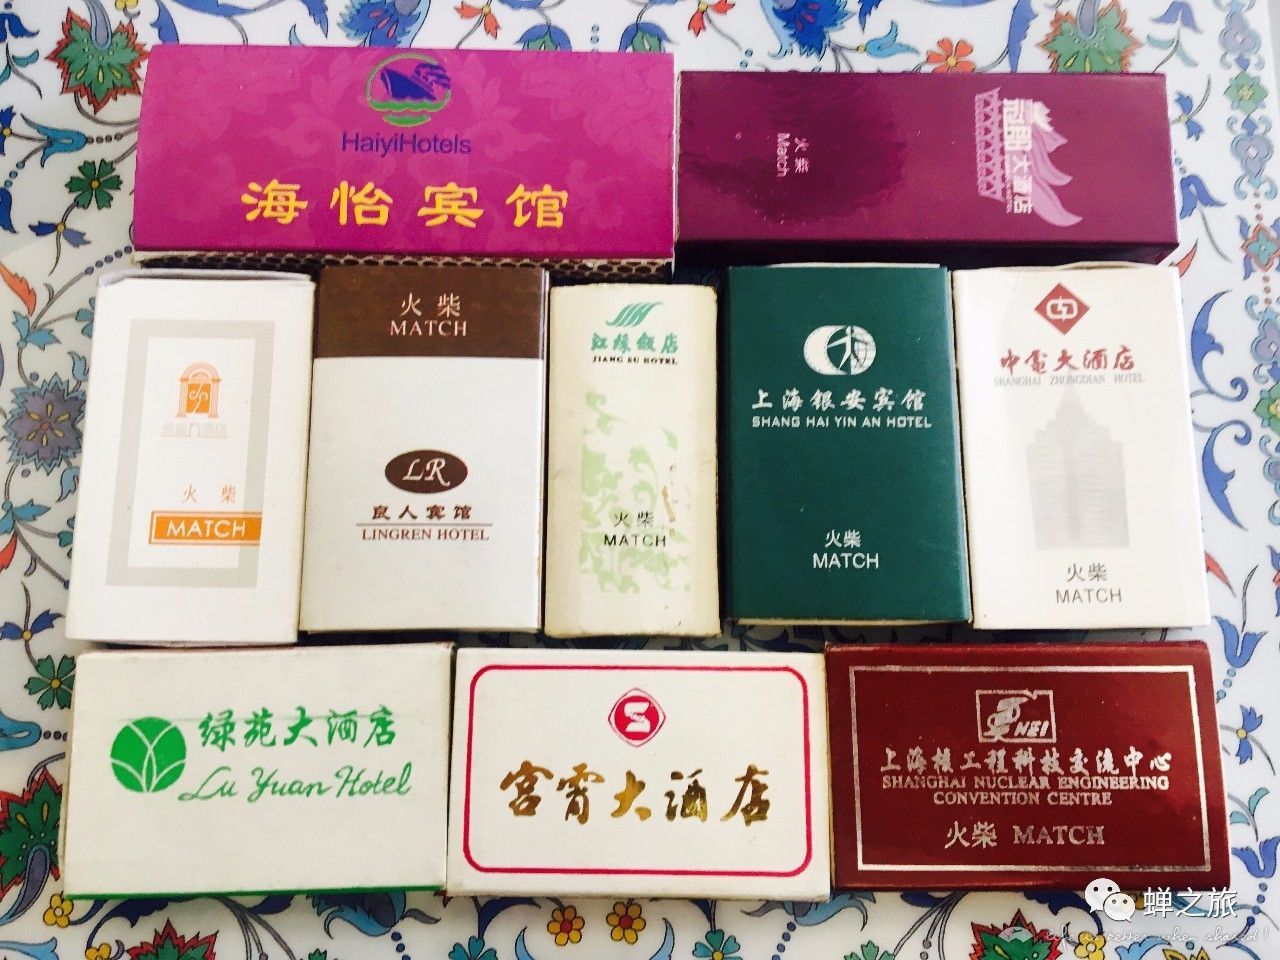 HaiyiHotels
海怡宾馆
火柴
Match
大酒店
火柴
MATCH
火柴
MATCH
LR
良人宾馆
LINGREN HOTEL
江苏饭店
JIANG SU HOTEL
火柴
MATCH
上海银安宾馆
SHANG HAI YIN AN HOTEL
火柴
MATCH
中电大酒店
SHANGHAI ZHONGDIAN HOTEL
火柴
MATCH
绿苑大酒店
Lu Yuan Hotel
宫霄大酒店
SNEI
上海核工程科技交流中心
SHANGHAI NUCLEAR ENGINEERING
CONVENTION CENTRE
火柴 MATCH
蝉之旅